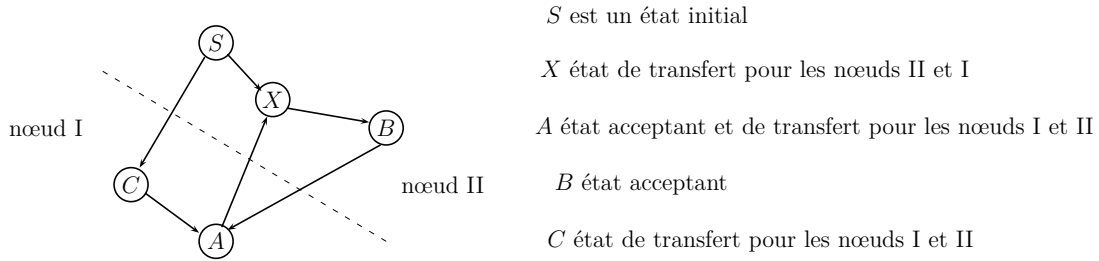 S
S est un état initial
X état de transfert pour les nœuds II et I
X
nœud I
B
A état acceptant et de transfert pour les nœuds I et II
C
nœud II
B état acceptant
A
C état de transfert pour les nœuds I et II